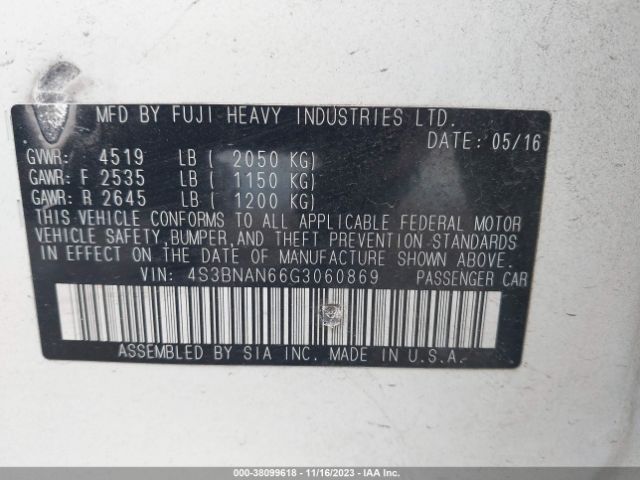 MFD BY FUJI HEAVY INDUSTRIES LTD.
DATE: 05/16
GVWR: 4519 LB ( 2050 KG)
GAWR: F 2535 LB ( 1150 KG)
GAWR: R 2645 LB ( 1200 KG)
THIS VEHICLE CONFORMS TO ALL APPLICABLE FEDERAL MOTOR
VEHICLE SAFETY, BUMPER, AND THEFT PREVENTION STANDARDS
IN EFFECT ON THE DATE OF MANUFACTURE SHOWN ABOVE.
VIN: 4S3BNAN66G3060869 PASSENGER CAR
ASSEMBLED BY SIA INC. MADE IN U.S.A.
000-38099618 - 11/16/2023 - IAA Inc.